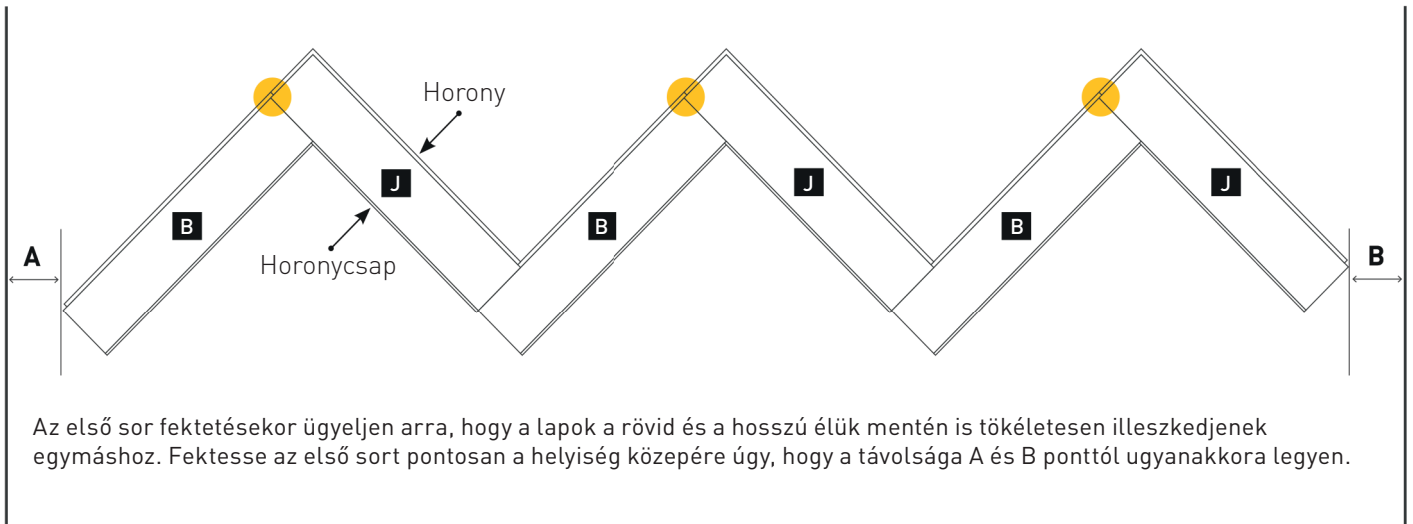 Horony
J
J
J
B
B
B
A
B
Horonycsap
Az első sor fektetésekor ügyeljen arra, hogy a lapok a rövid és a hosszú élük mentén is tökéletesen illeszkedjenek
egymáshoz. Fektesse az első sort pontosan a helyiség közepére úgy, hogy a távolsága A és B ponttól ugyanakkora legyen.